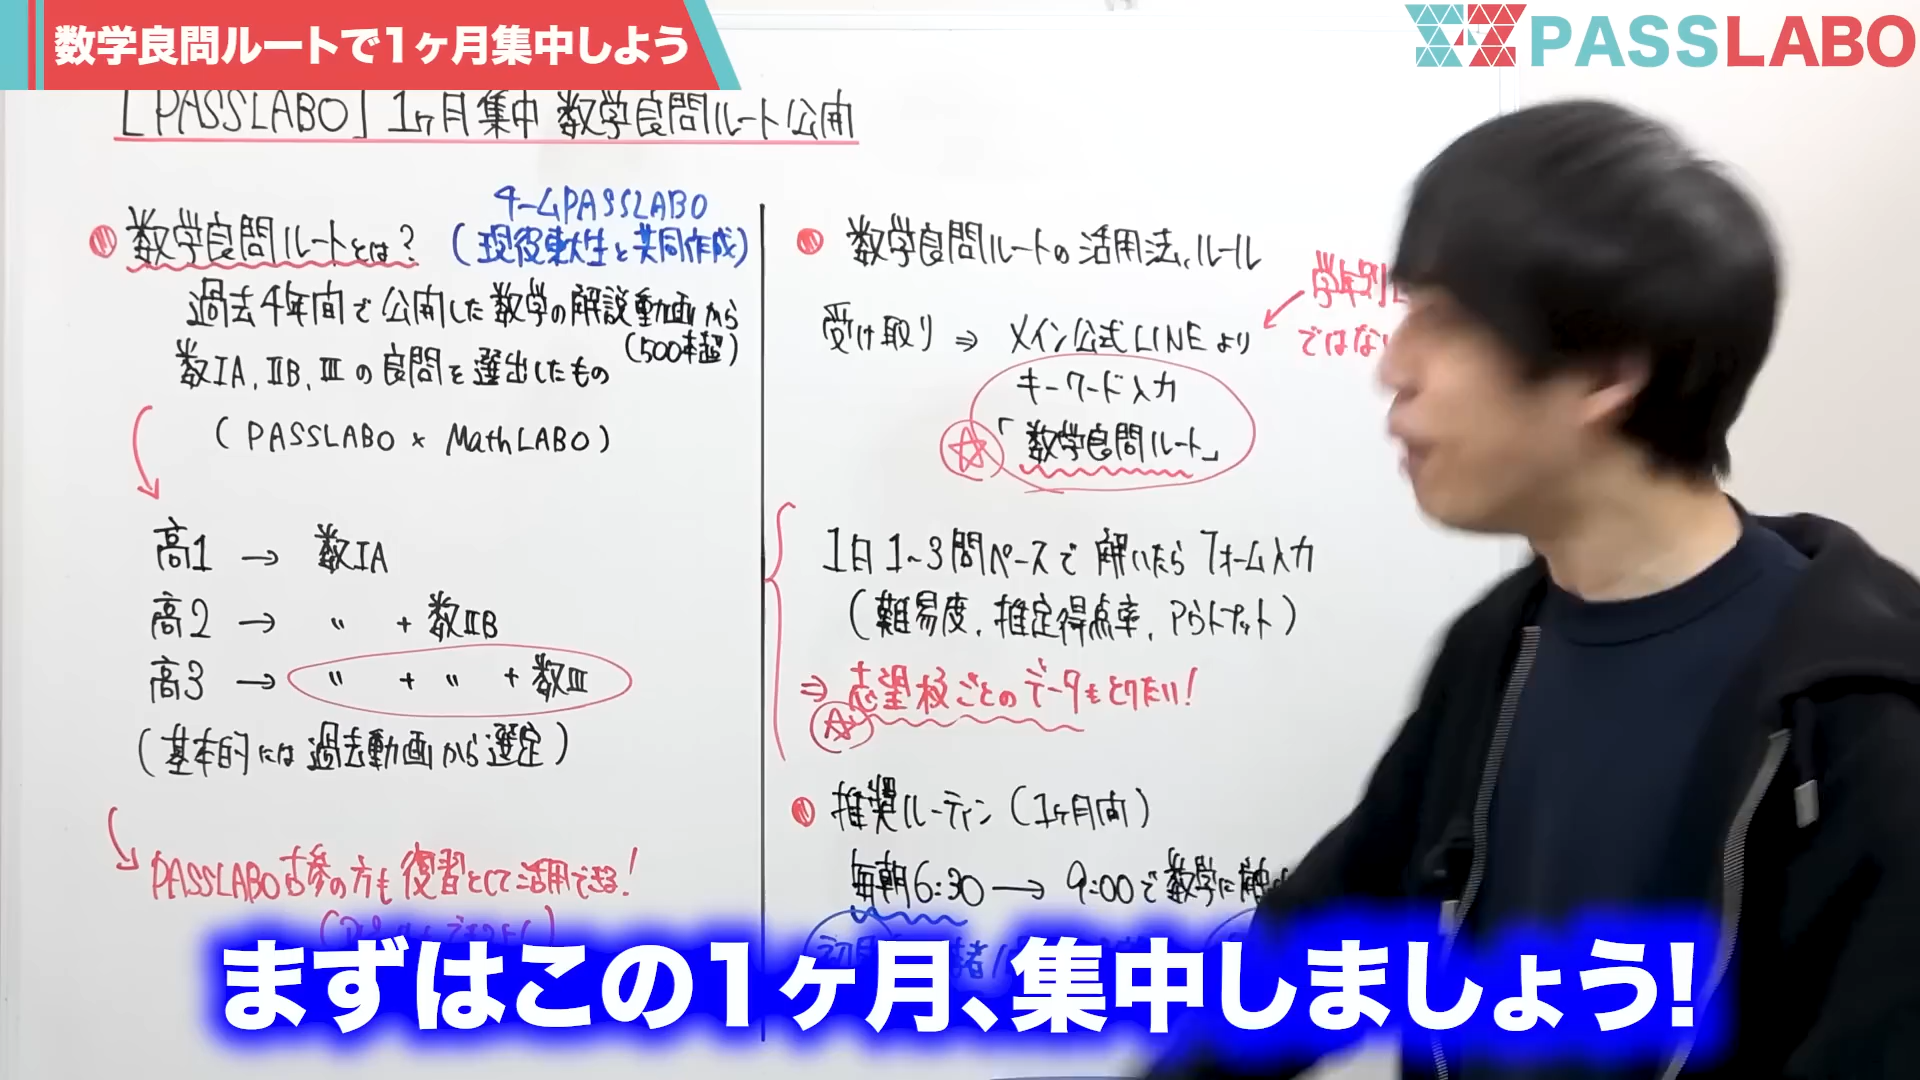 数学良問ルートで1ヶ月集中しよう
PASSLABO
[PASSLABO] 1ヶ月集中 数学良問ルート公開
数学良問ルートとは?
チームPASSLABO
(現役東大生と共同作成)
過去4年間で公開した数学の解説動画から
(500本超)
数IA, IIB, IIIの良問を選出したもの
(PASSLABO × MathLABO)
高1 → 数IA
高2 → 〃 + 数IIB
高3 → 〃 + 〃 + 数III
(基本的には過去動画から選定)
PASSLABO古参の方も復習として活用できる!
数学良問ルートの活用法、ルール
学年別
ではない
受け取り ⇒ メイン公式LINEより
キーワード入力
「数学良問ルート」
1日1~3問ペースで解いたらフォーム入力
(難易度, 推定得点率, アウトプット)
⇒ 志望校ごとのデータもとりたい!
推奨ルーティン(1ヶ月間)
毎朝6:30 → 9:00で数学に触
まずはこの1ヶ月、集中しましょう!